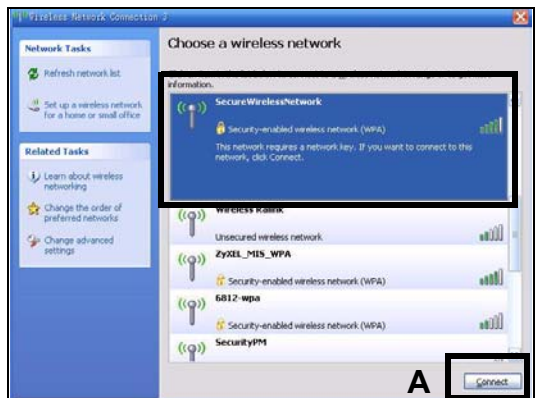 Wireless Network Connection 3
Network Tasks
Refresh network list
Set up a wireless network
for a home or small office
Related Tasks
Learn about wireless
networking
Change the order of
preferred networks
Change advanced
settings
Choose a wireless network
information.
SecureWirelessNetwork
Security-enabled wireless network (WPA)
This network requires a network key. If you want to connect to this
network, click Connect.
Wireless Ralink
Unsecured wireless network
ZyXEL_MIS_WPA
Security-enabled wireless network (WPA)
6812-wpa
Security-enabled wireless network (WPA)
SecurityPM
A
Connect